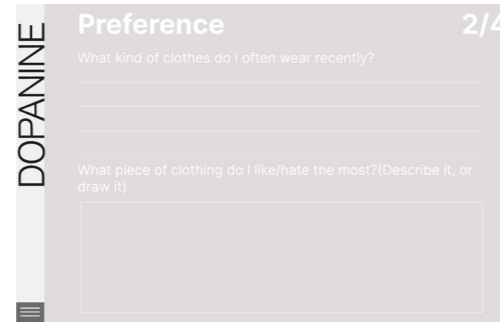 DOPANINE
Preference
2/4
What kind of clothes do I often wear recently?
What piece of clothing do I like/hate the most?(Describe it, or
draw it)